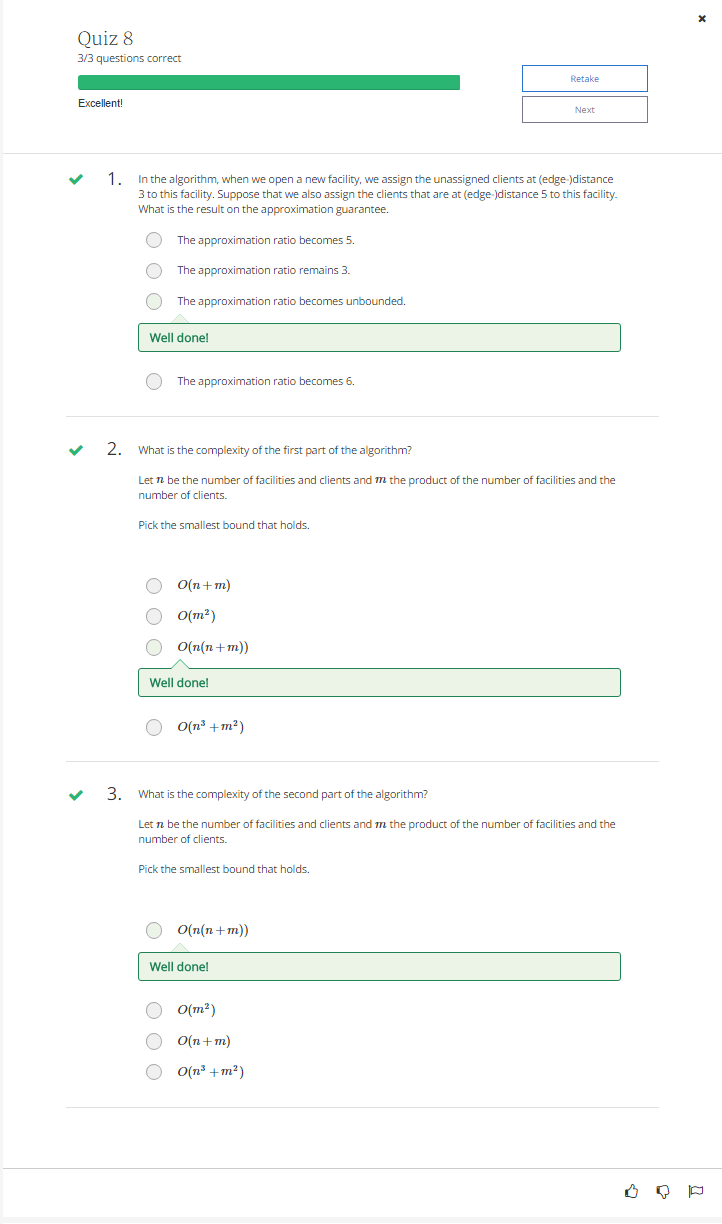 Quiz 8
3/3 questions correct
Excellent!
Retake
Next
1. In the algorithm, when we open a new facility, we assign the unassigned clients at (edge-)distance
3 to this facility. Suppose that we also assign the clients that are at (edge-)distance 5 to this facility.
What is the result on the approximation guarantee.
The approximation ratio becomes 5.
The approximation ratio remains 3.
The approximation ratio becomes unbounded.
Well done!
The approximation ratio becomes 6.
2. What is the complexity of the first part of the algorithm?
Let n be the number of facilities and clients and m the product of the number of facilities and the
number of clients.
Pick the smallest bound that holds.
O(n + m)
O(m²)
O(n(n + m))
Well done!
O(n³ + m²)
3. What is the complexity of the second part of the algorithm?
Let n be the number of facilities and clients and m the product of the number of facilities and the
number of clients.
Pick the smallest bound that holds.
O(n(n + m))
Well done!
O(m²)
O(n + m)
O(n³ + m²)